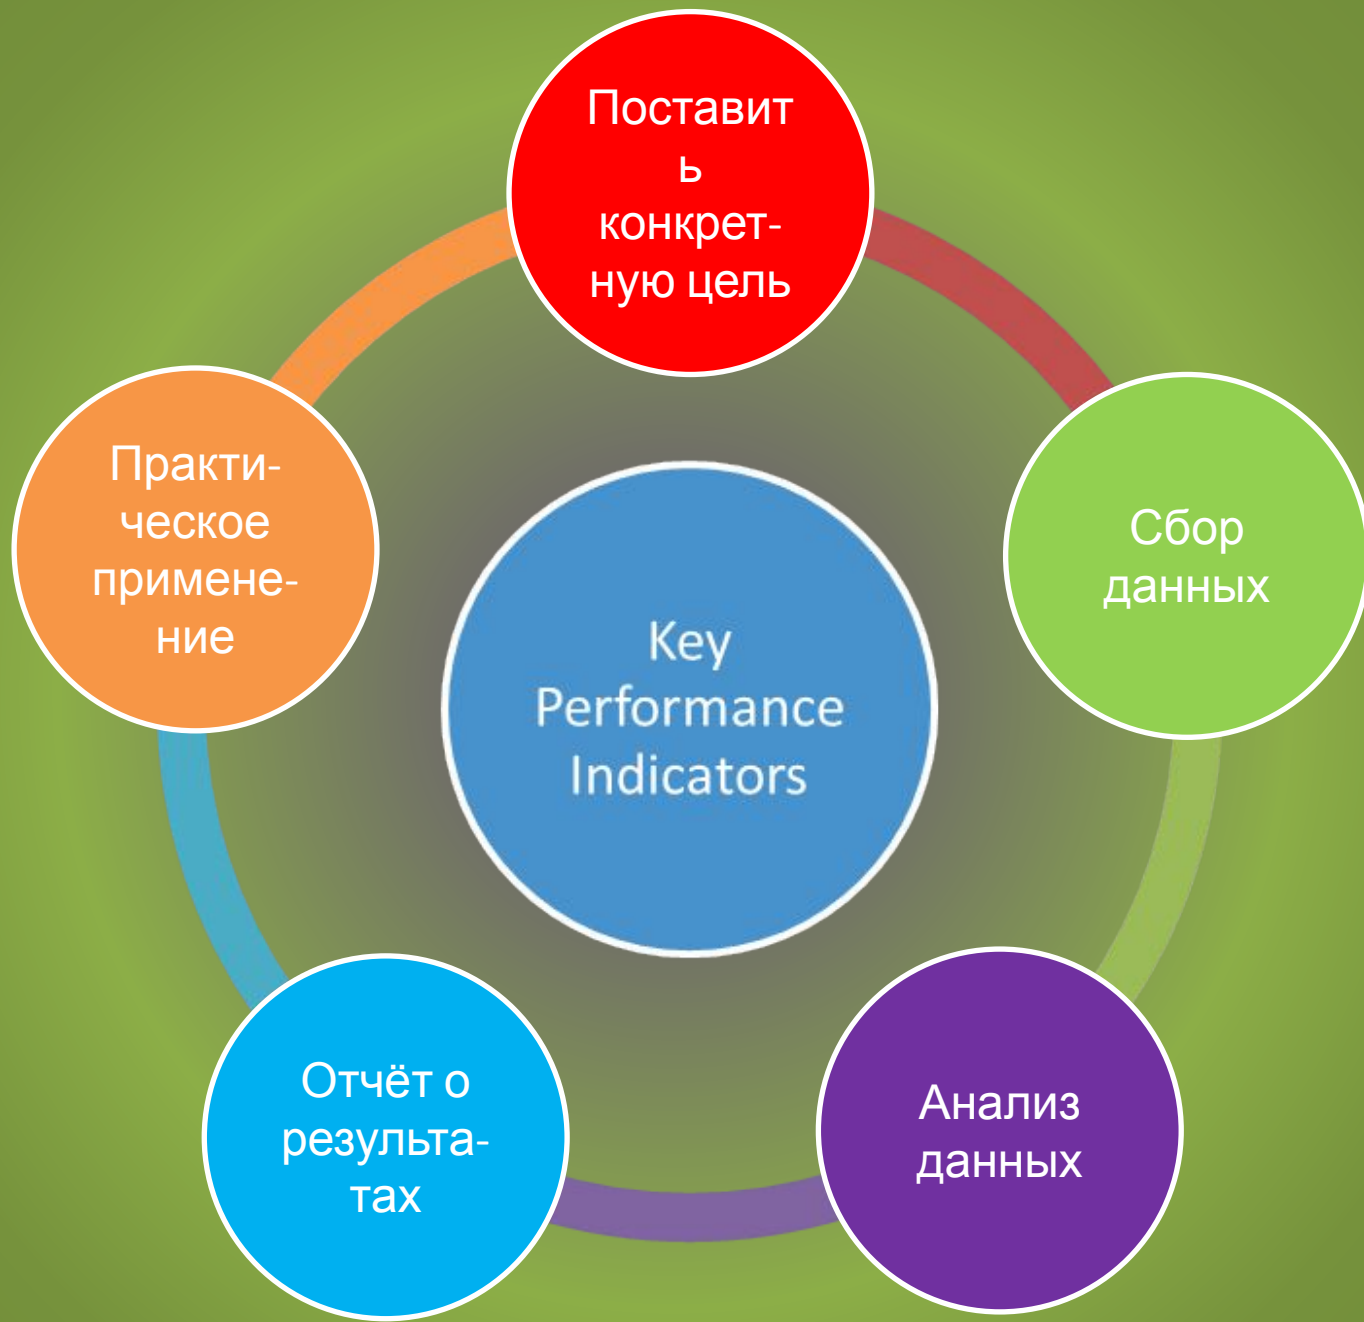 Поставит
ь
конкрет-
ную цель
Сбор
данных
Анализ
данных
Отчёт о
результа-
тах
Практи-
ческое
примене-
ние
Key
Performance
Indicators